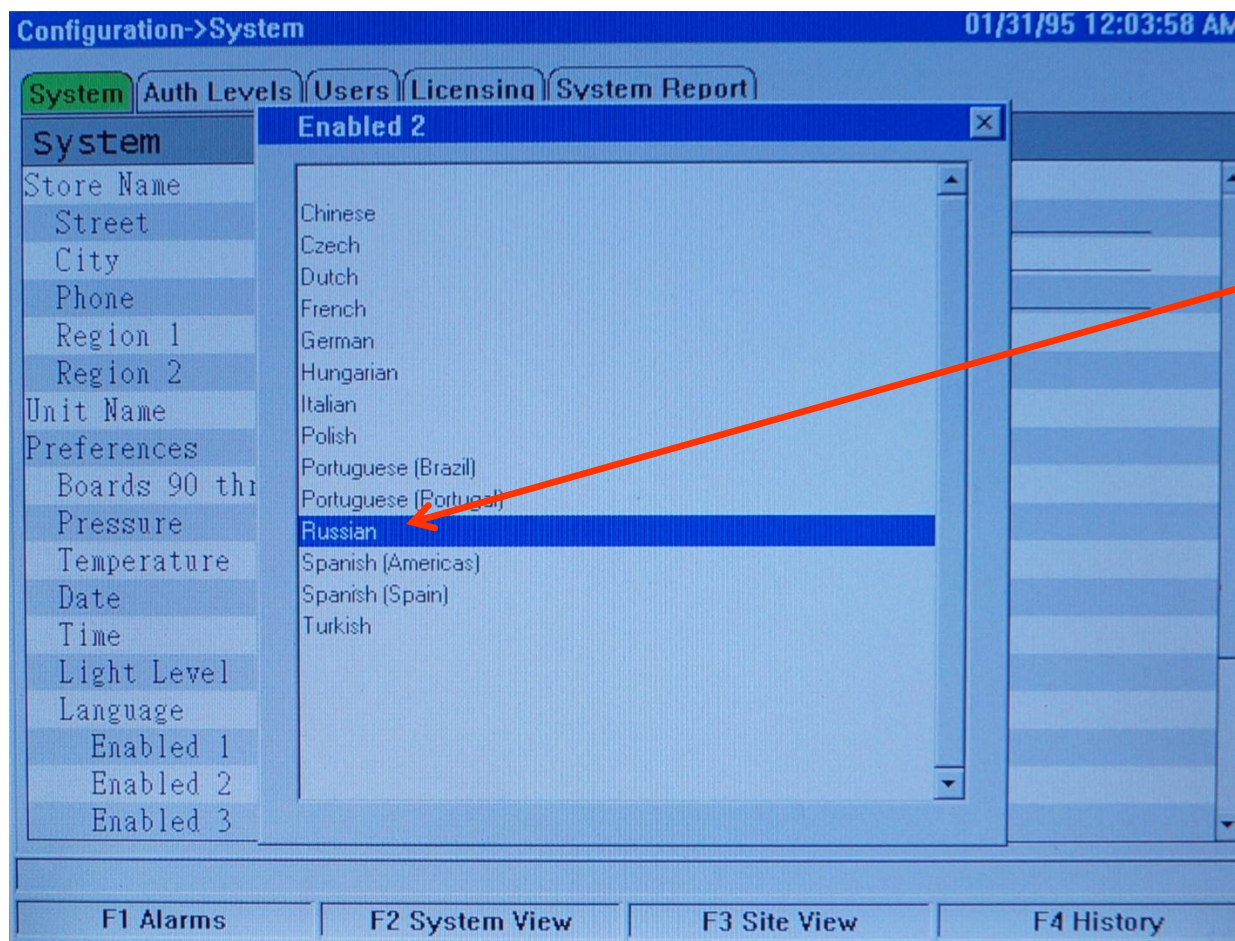 Configuration->System 01/31/95 12:03:58 AM
System Auth Levels Users Licensing System Report
Enabled 2
System
Store Name
Street
City
Phone
Region 1
Region 2
Unit Name
Preferences
Boards 90 thr
Pressure
Temperature
Date
Time
Light Level
Language
Enabled 1
Enabled 2
Enabled 3
Chinese
Czech
Dutch
French
German
Hungarian
Italian
Polish
Portuguese (Brazil)
Portuguese (Portugal)
Russian
Spanish (Americas)
Spanish (Spain)
Turkish
F1 Alarms F2 System View F3 Site View F4 History